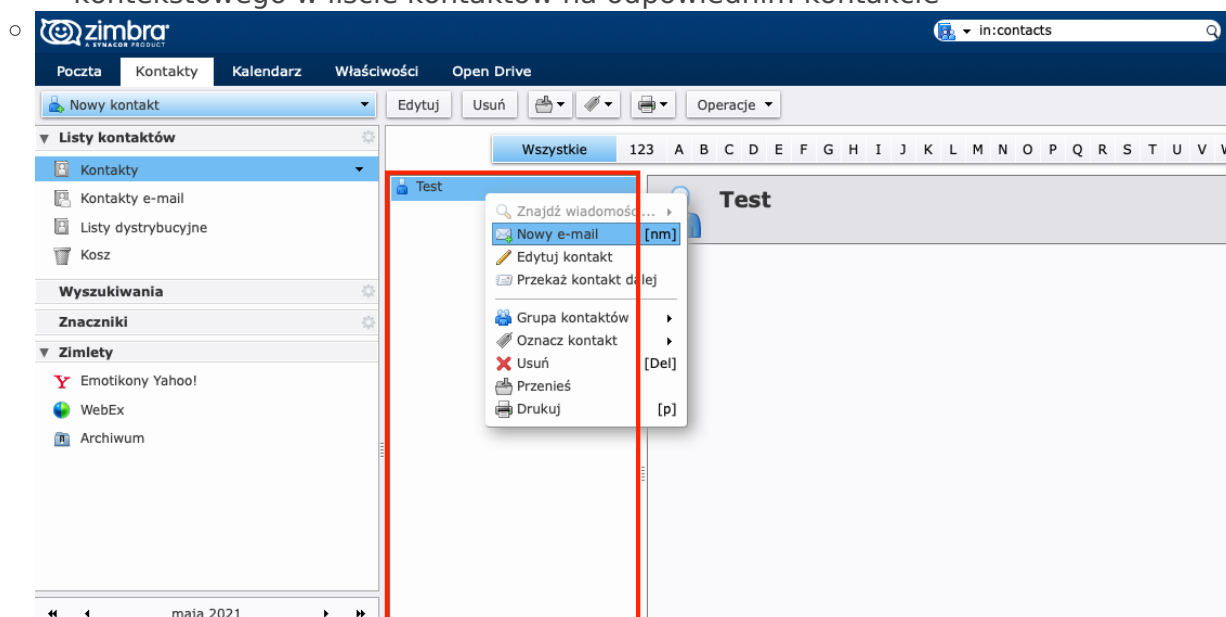 kontekstowego w liście kontaktów na odpowiednim kontakcie
zimbra
A SYNACOR PRODUCT
in:contacts
Poczta Kontakty Kalendarz Właściwości Open Drive
Nowy kontakt Edytuj Usuń Operacje
Listy kontaktów
Wszystkie 123 A B C D E F G H I J K L M N O P Q R S T U V
Kontakty
Kontakty e-mail
Listy dystrybucyjne
Kosz
Wyszukiwania
Znaczniki
Zimlety
Emotikony Yahoo!
WebEx
Archiwum
maja 2021
Test
Znajdź wiadomośc...
Nowy e-mail [nm]
Edytuj kontakt
Przekaż kontakt dalej
Grupa kontaktów
Oznacz kontakt
Usuń [Del]
Przenieś
Drukuj [p]
Test